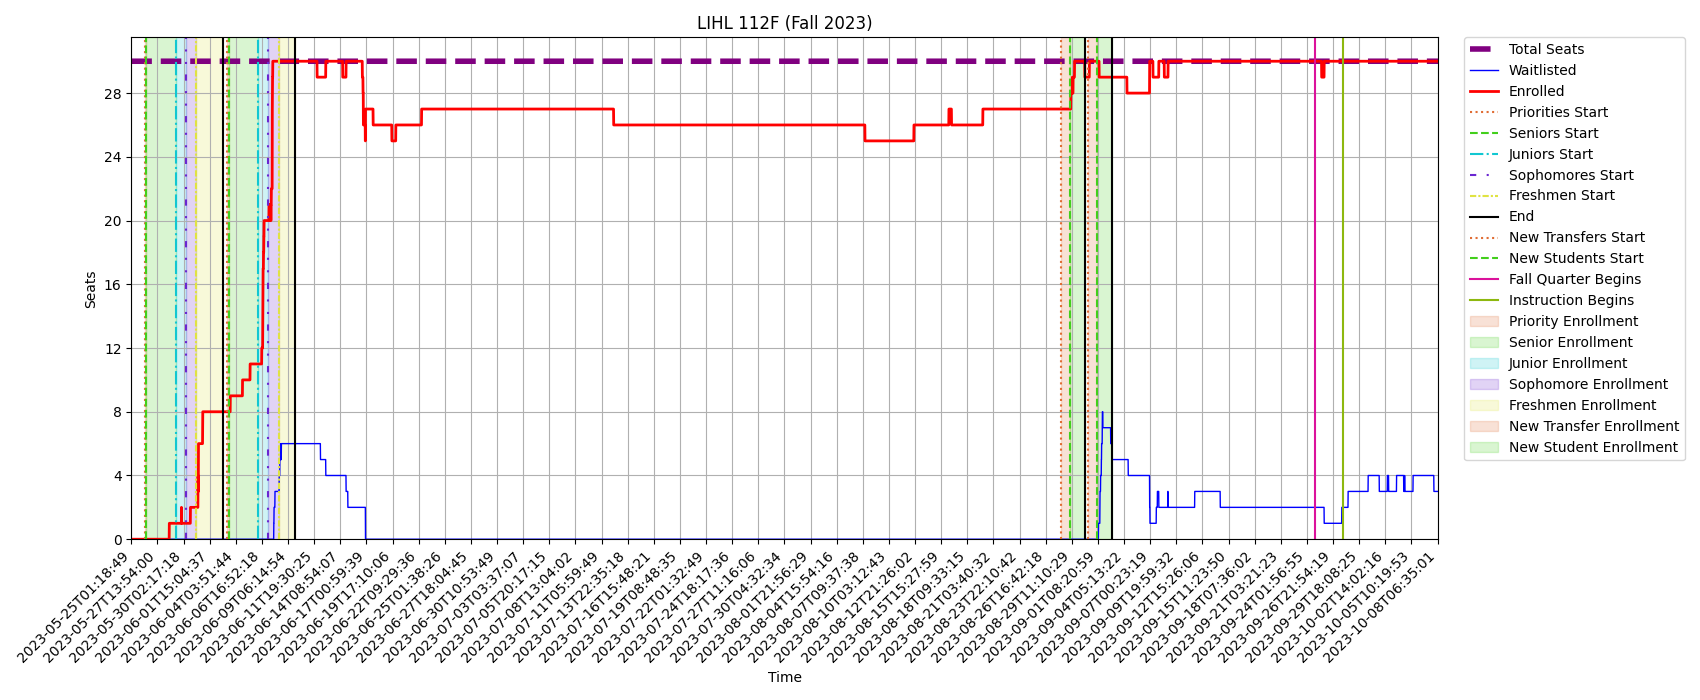 LIHL 112F (Fall 2023)
Seats
28
24
20
16
12
8
4
0
2023-05-25T01:18:49
2023-05-27T13:54:00
2023-05-30T02:17:18
2023-06-01T15:04:37
2023-06-04T03:51:44
2023-06-06T16:52:18
2023-06-09T06:14:54
2023-06-11T19:30:25
2023-06-14T08:54:07
2023-06-17T00:59:39
2023-06-19T17:10:06
2023-06-22T09:29:36
2023-06-25T01:38:24
2023-06-27T18:04:45
2023-06-30T10:53:49
2023-07-03T03:37:07
2023-07-05T20:17:15
2023-07-08T13:04:02
2023-07-11T05:59:49
2023-07-13T22:35:18
2023-07-16T15:48:21
2023-07-19T08:48:35
2023-07-22T01:32:49
2023-07-24T18:17:36
2023-07-27T11:16:06
2023-07-30T04:32:34
2023-08-01T21:56:29
2023-08-04T15:54:16
2023-08-07T09:37:38
2023-08-10T03:12:43
2023-08-12T21:26:02
2023-08-15T15:27:59
2023-08-18T09:33:15
2023-08-21T03:40:32
2023-08-23T22:10:42
2023-08-26T16:42:18
2023-08-29T11:10:29
2023-09-01T08:20:59
2023-09-04T05:13:22
2023-09-07T00:23:19
2023-09-09T19:59:32
2023-09-12T15:26:06
2023-09-15T11:23:50
2023-09-18T07:36:02
2023-09-21T03:21:23
2023-09-24T01:56:55
2023-09-26T21:54:19
2023-09-29T18:08:25
2023-10-02T14:02:16
2023-10-05T10:19:53
2023-10-08T06:35:01
Time
Total Seats
Waitlisted
Enrolled
Priorities Start
Seniors Start
Juniors Start
Sophomores Start
Freshmen Start
End
New Transfers Start
New Students Start
Fall Quarter Begins
Instruction Begins
Priority Enrollment
Senior Enrollment
Junior Enrollment
Sophomore Enrollment
Freshmen Enrollment
New Transfer Enrollment
New Student Enrollment